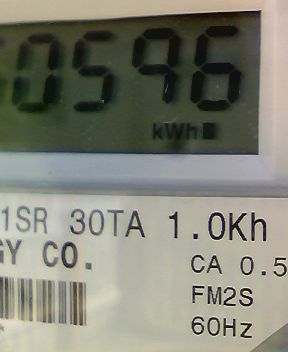 0596
kWh
1SR 30TA 1.0Kh
GY CO.
CA 0.5
FM2S
60Hz